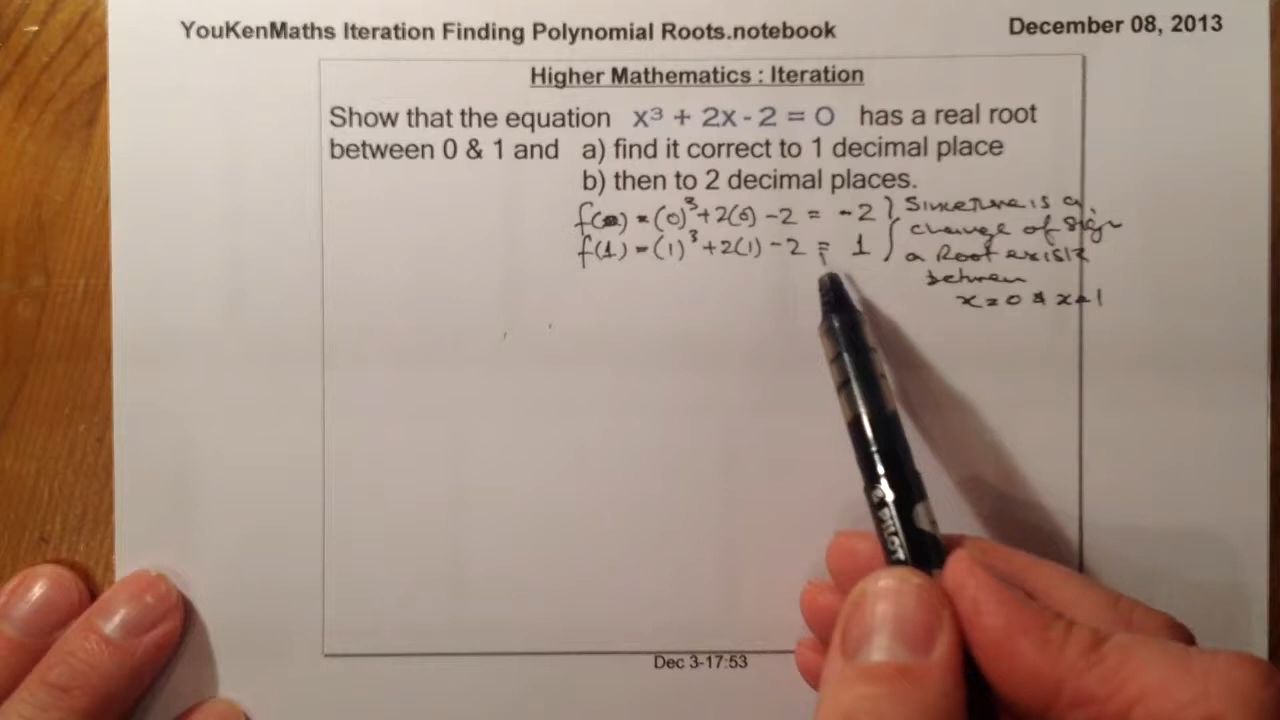 YouKenMaths Iteration Finding Polynomial Roots.notebook
December 08, 2013
Higher Mathematics : Iteration
Show that the equation x³ + 2x - 2 = 0 has a real root
between 0 & 1 and a) find it correct to 1 decimal place
b) then to 2 decimal places.
f(0) = (0)³ + 2(0) - 2 = -2
f(1) = (1)³ + 2(1) - 2 = 1
Since there is a
change of sign
a Root exists
between
x = 0 & x = 1
Dec 3-17:53
PILOT